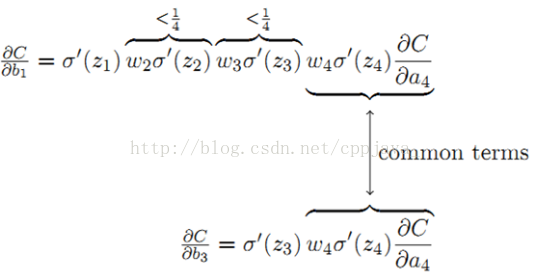 <1/4 <1/4
∂C/∂b₁ = σ′(z₁) w₂σ′(z₂) w₃σ′(z₃) w₄σ′(z₄) ∂C/∂a₄
http://blog.csdn.net/cppjava
common terms
∂C/∂b₃ = σ′(z₃) w₄σ′(z₄) ∂C/∂a₄